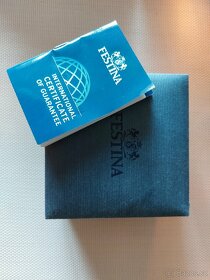 FESTINA
INTERNATIONAL
CERTIFICATE
OF GUARANTEE
FESTINA